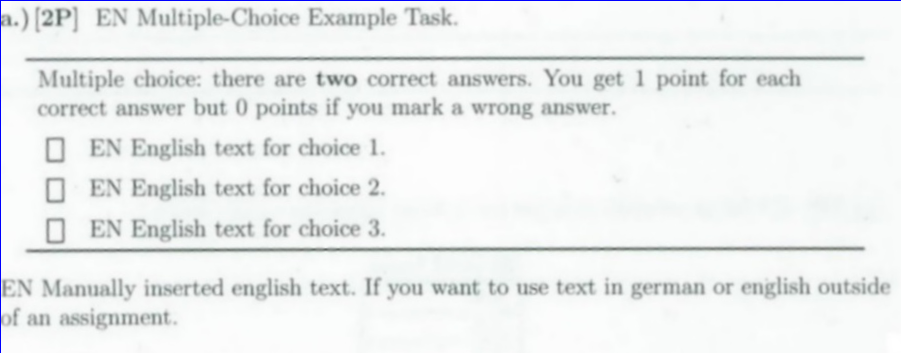 a.) [2P] EN Multiple-Choice Example Task.
Multiple choice: there are two correct answers. You get 1 point for each
correct answer but 0 points if you mark a wrong answer.
☐ EN English text for choice 1.
☐ EN English text for choice 2.
☐ EN English text for choice 3.
EN Manually inserted english text. If you want to use text in german or english outside
of an assignment.